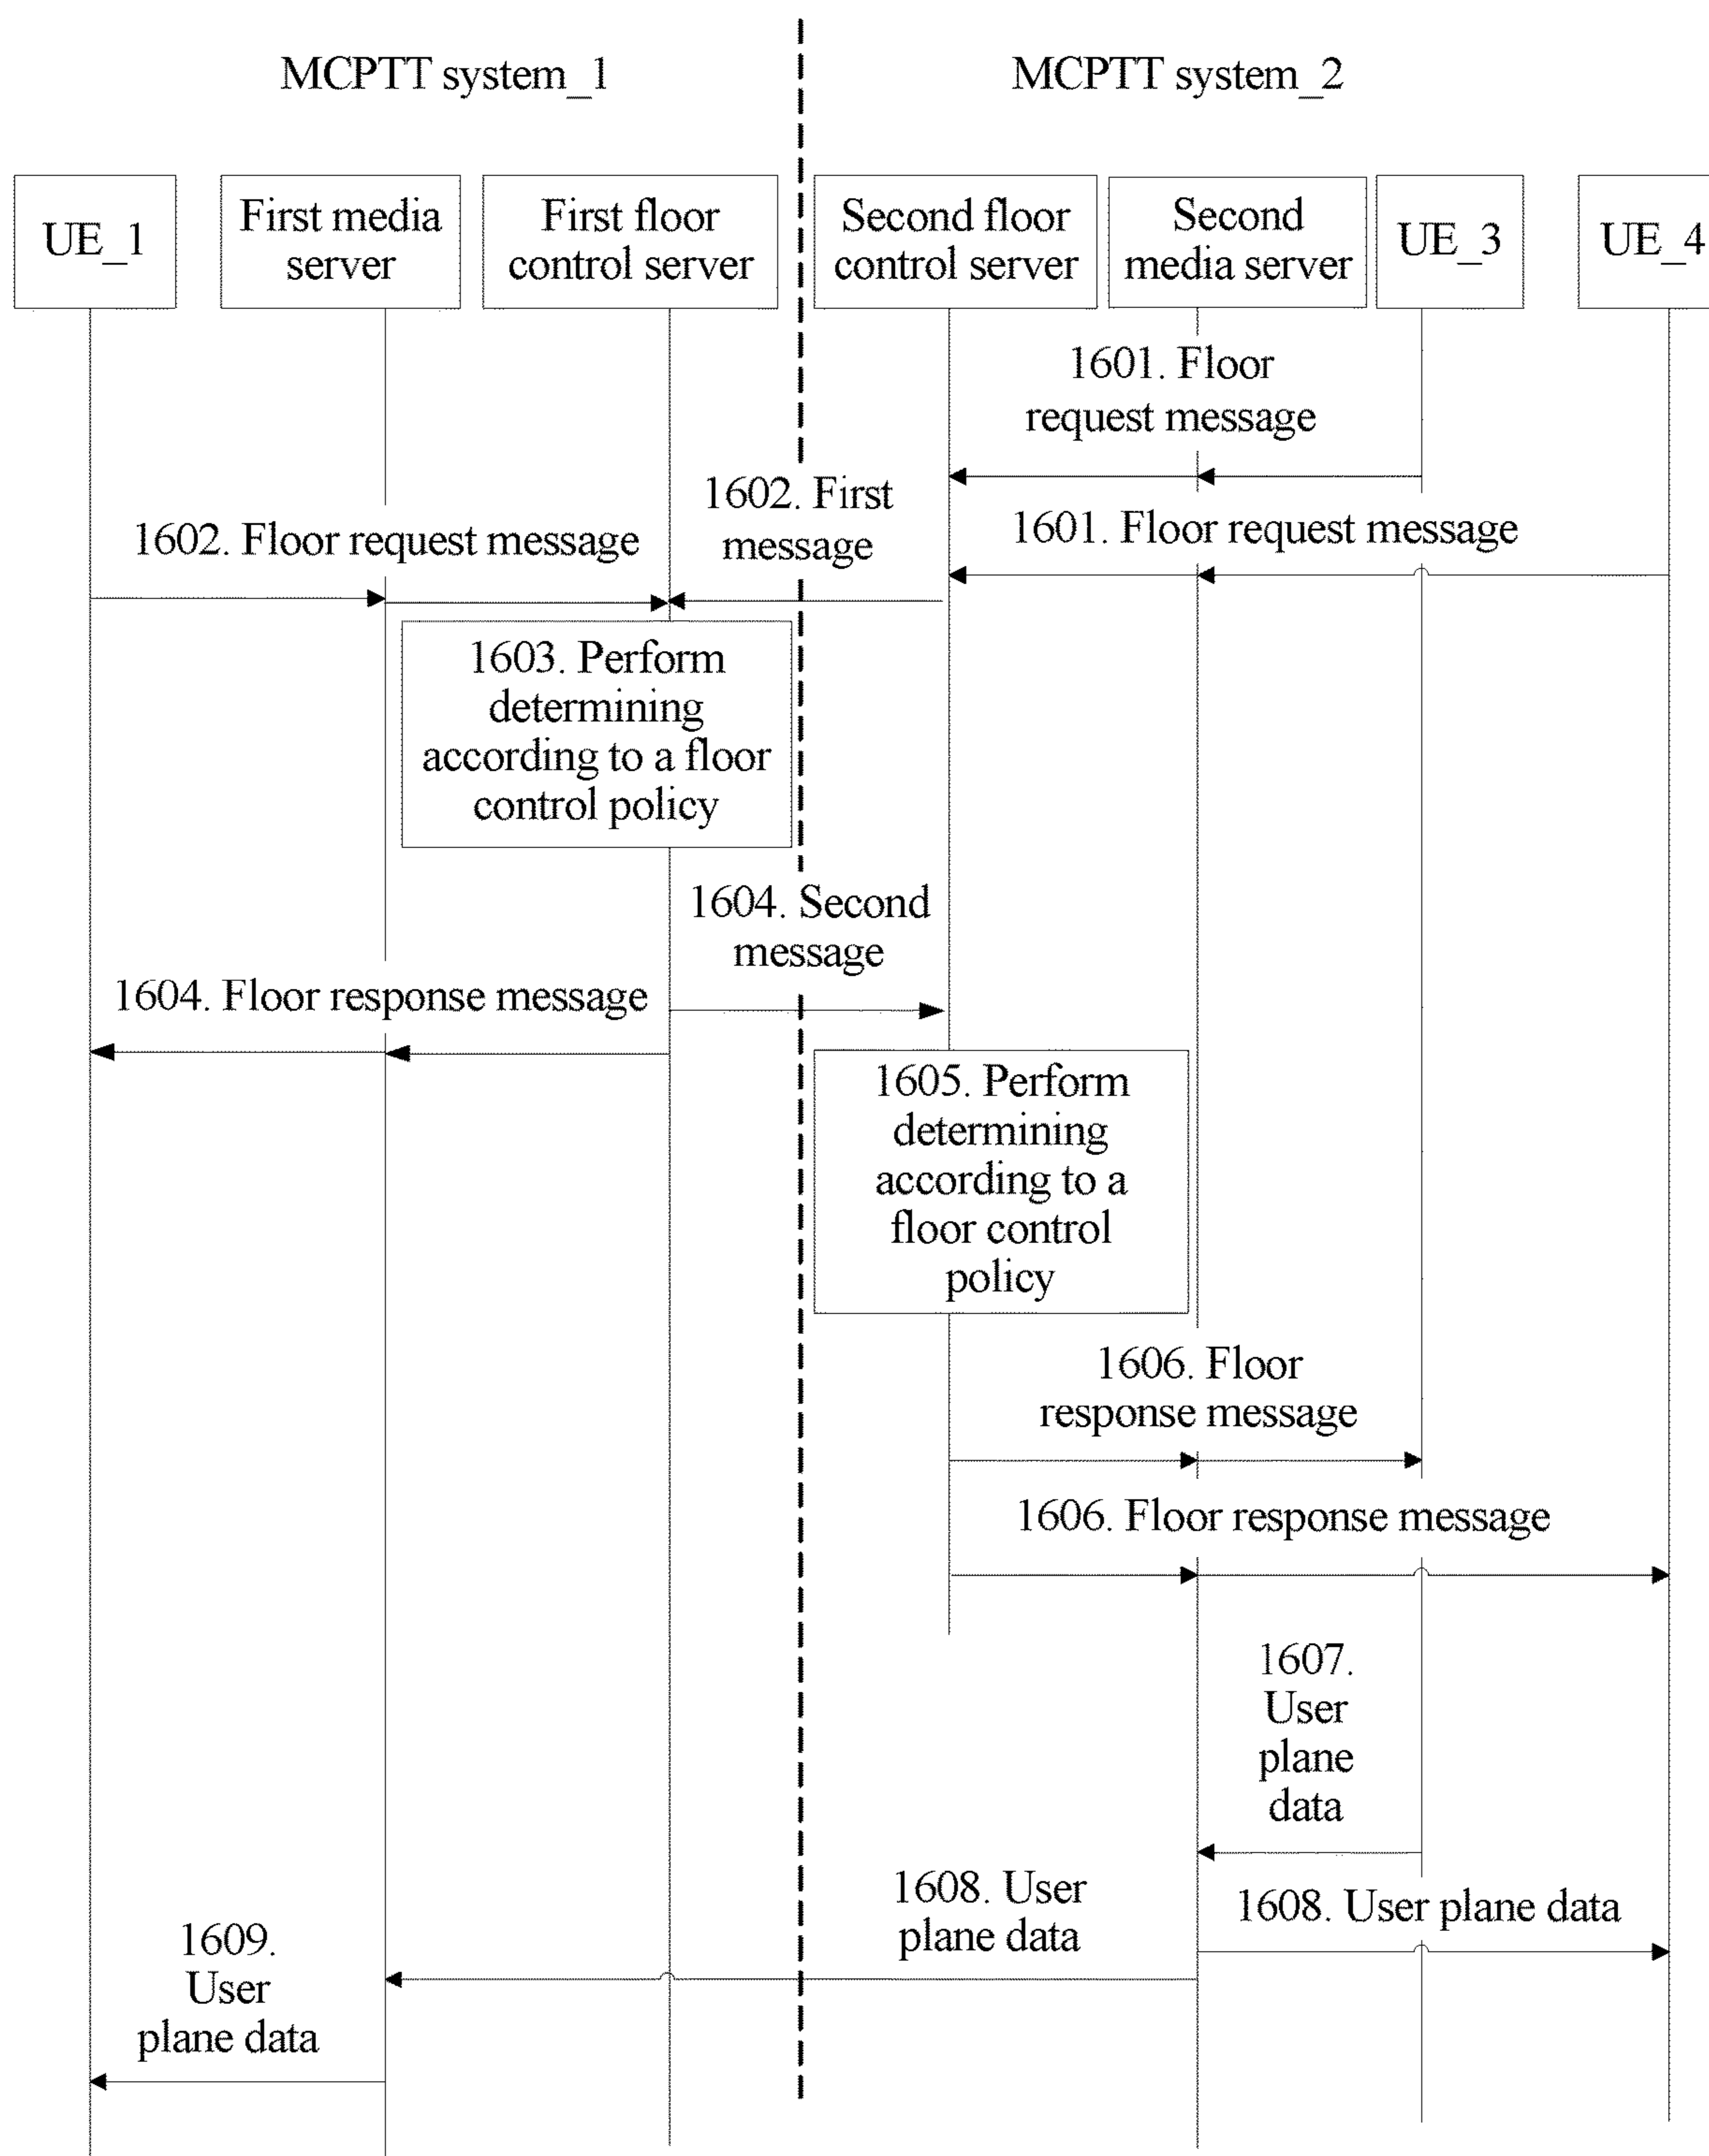 MCPTT system_1
MCPTT system_2
UE_1
First media
server
First floor
control server
Second floor
control server
Second
media server
UE_3
UE_4
1601. Floor
request message
1602. First
message
1602. Floor request message
1601. Floor request message
1603. Perform
determining
according to a floor
control policy
1604. Second
message
1604. Floor response message
1605. Perform
determining
according to a
floor control
policy
1606. Floor
response message
1606. Floor response message
1607.
User
plane
data
1608. User
plane data
1608. User plane data
1609.
User
plane data